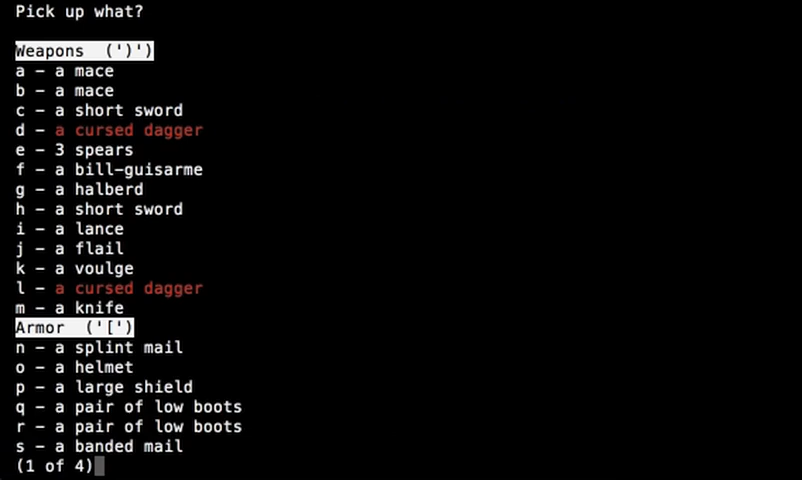 Pick up what?
Weapons  (')')
a - a mace
b - a mace
c - a short sword
d - a cursed dagger
e - 3 spears
f - a bill-guisarme
g - a halberd
h - a short sword
i - a lance
j - a flail
k - a voulge
l - a cursed dagger
m - a knife
Armor  ('[')
n - a splint mail
o - a helmet
p - a large shield
q - a pair of low boots
r - a pair of low boots
s - a banded mail
(1 of 4)